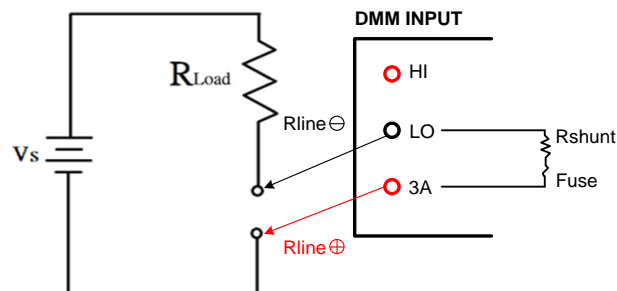 DMM INPUT
HI
RLoad
Rline ⊖
LO
Rshunt
Vs
3A
Fuse
Rline ⊕